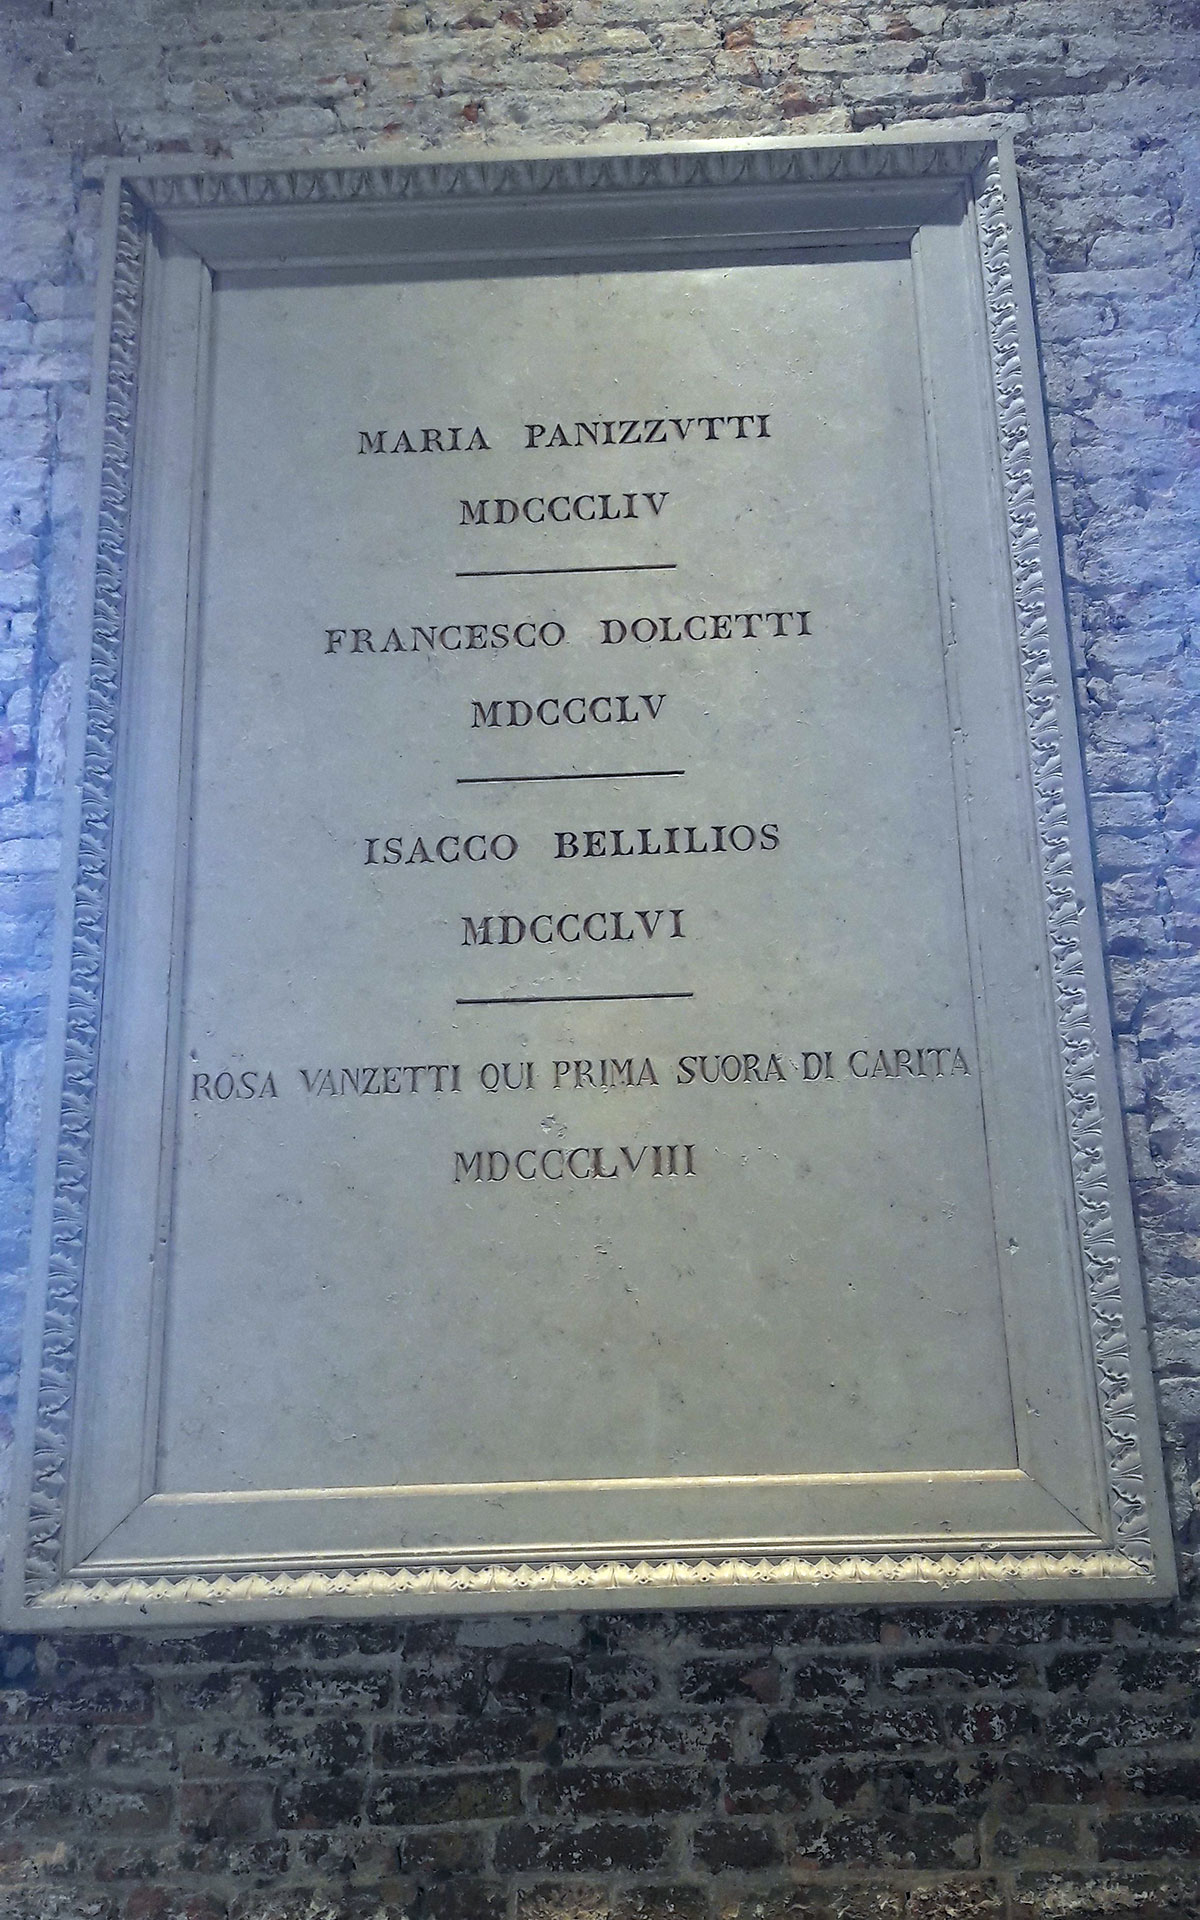 MARIA PANIZZVTTI
MDCCCLIV
FRANCESCO DOLCETTI
MDCCCLV
ISACCO BELLILIOS
MDCCCLVI
ROSA VANZETTI QUI PRIMA SUORA DI CARITA
MDCCCLVIII